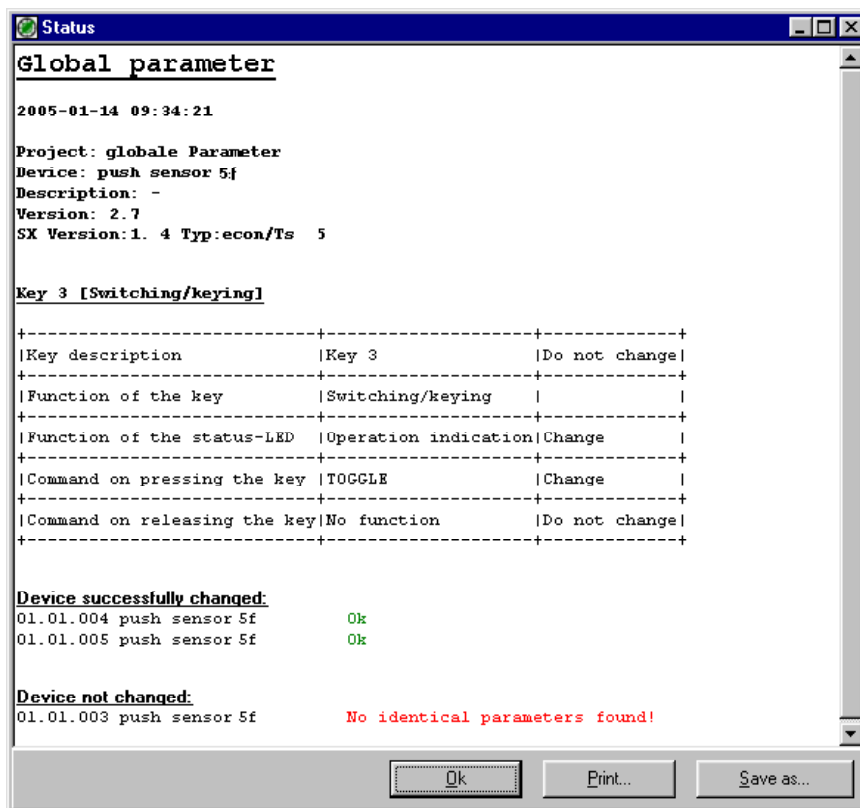 Status
Global parameter
2005-01-14 09:34:21
Project: globale Parameter
Device: push sensor 5f
Description: -
Version: 2.7
SX Version:1. 4 Typ:econ/Ts  5
Key 3 [Switching/keying]
+----------------------------+--------------------+-------------+
|Key description             |Key 3               |Do not change|
+----------------------------+--------------------+-------------+
|Function of the key         |Switching/keying    |             |
+----------------------------+--------------------+-------------+
|Function of the status-LED  |Operation indication|Change       |
+----------------------------+--------------------+-------------+
|Command on pressing the key |TOGGLE              |Change       |
+----------------------------+--------------------+-------------+
|Command on releasing the key|No function         |Do not change|
+----------------------------+--------------------+-------------+
Device successfully changed:
01.01.004 push sensor 5f Ok
01.01.005 push sensor 5f Ok
Device not changed:
01.01.003 push sensor 5f No identical parameters found!
Ok Print... Save as...